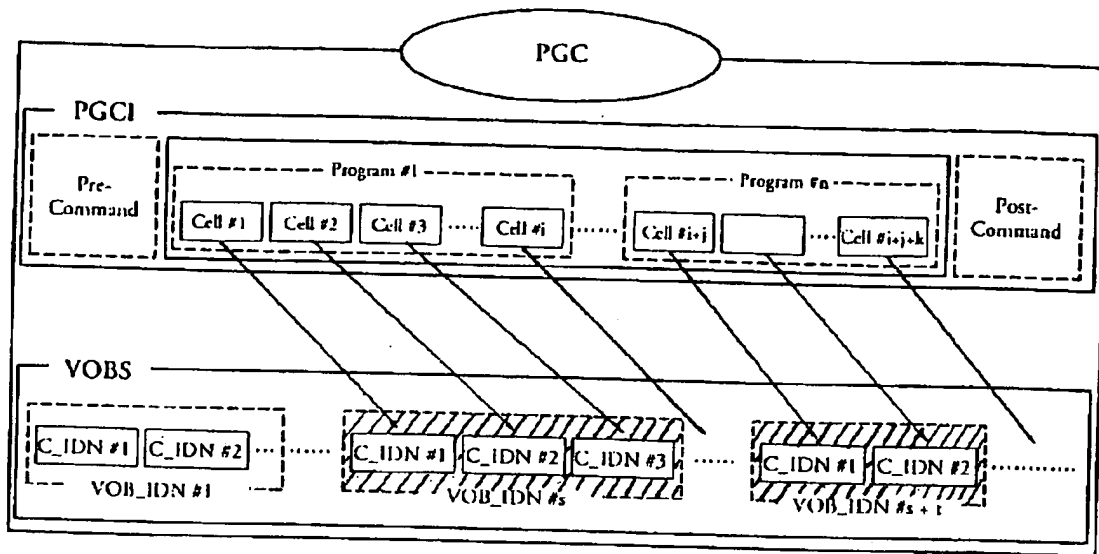 PGC
PGCI
Pre-
Command
Program #1
Cell #1 Cell #2 Cell #3 ...... Cell #i ......
Program #n
Cell #i+j .... Cell #i+j+k
Post-
Command
VOBS
C_IDN #1 C_IDN #2 ......
VOB_IDN #1
C_IDN #1 C_IDN #2 C_IDN #3 ......
VOB_IDN #s
C_IDN #1 C_IDN #2 ............
VOB_IDN #s + t